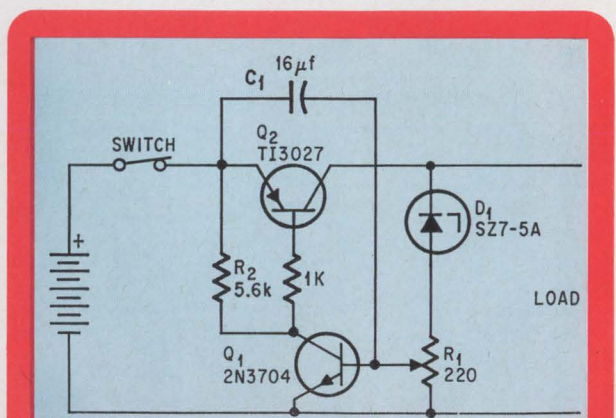 16µf
C1
SWITCH
Q2
TI3027
+
D1
SZ7-5A
R2
5.6k
1K
LOAD
Q1
2N3704
R1
220